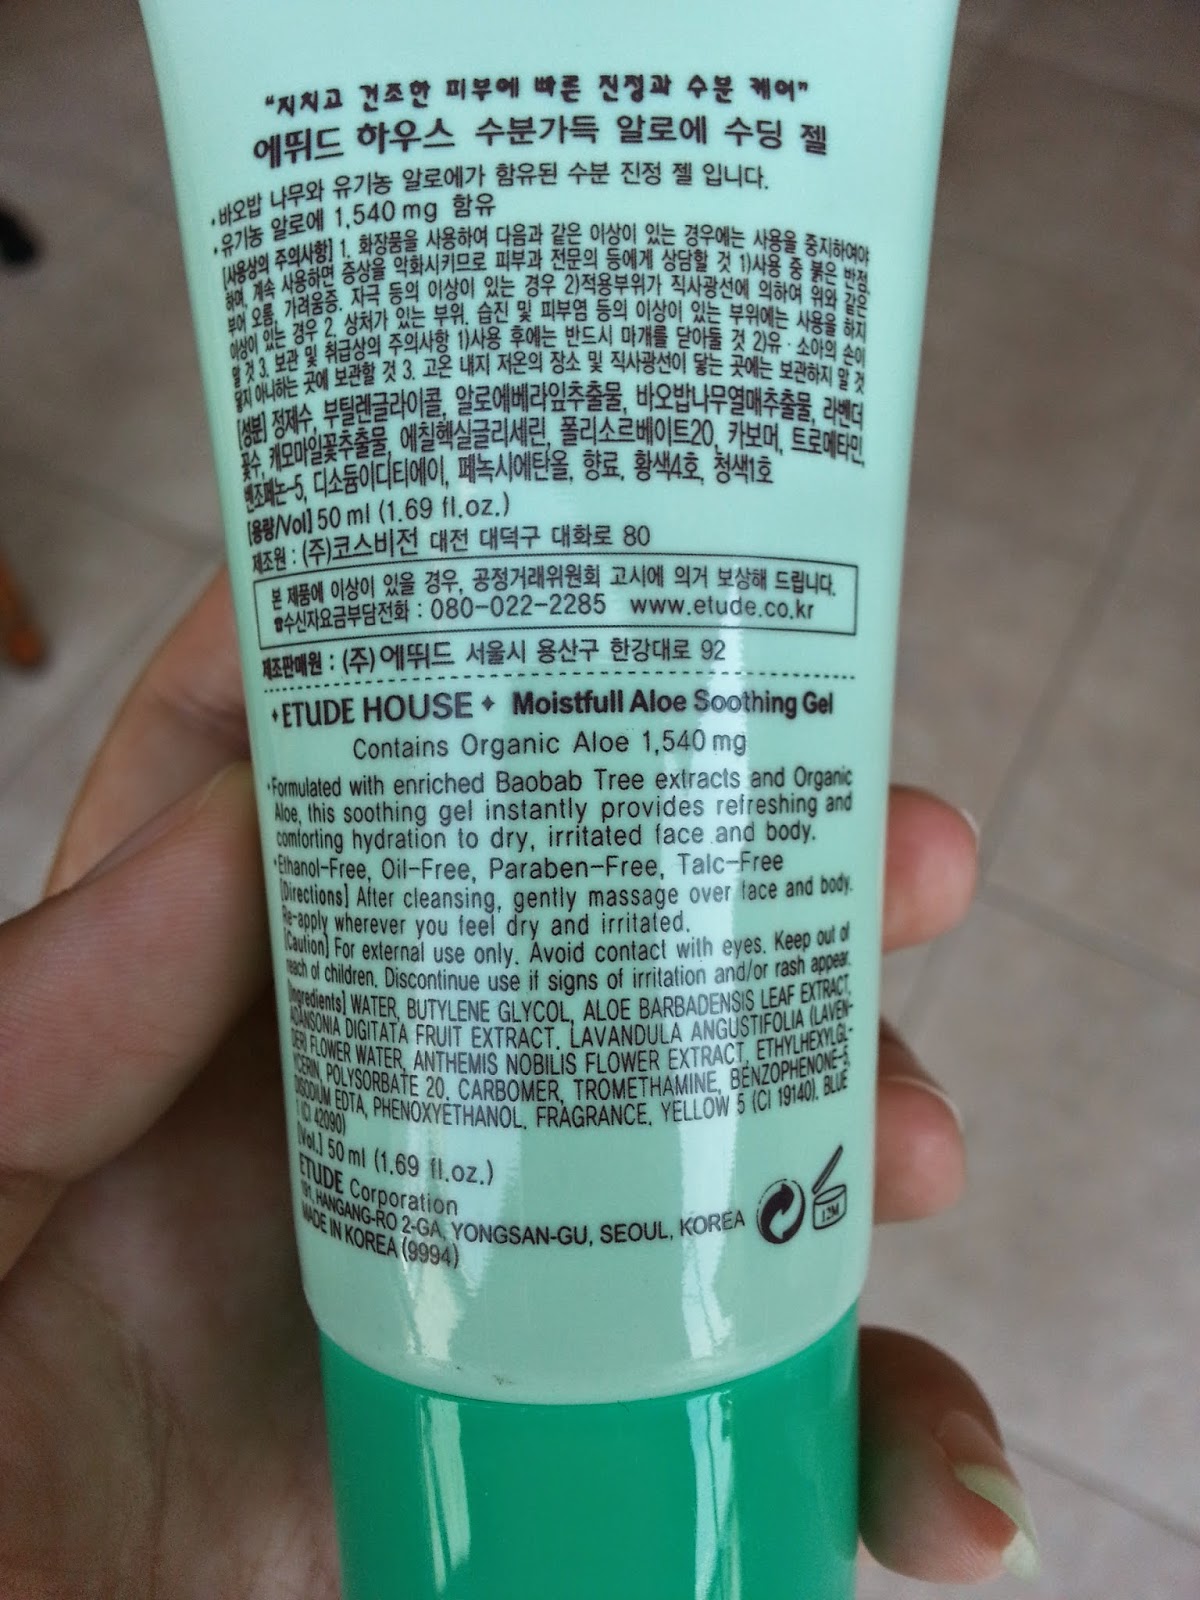 “지치고 건조한 피부에 빠른 진정과 수분 케어”
에뛰드 하우스 수분가득 알로에 수딩 젤
•바오밥 나무와 유기농 알로에가 함유된 수분 진정 젤 입니다.
•유기농 알로에 1,540 mg 함유
[사용상의 주의사항] 1. 화장품을 사용하여 다음과 같은 이상이 있는 경우에는 사용을 중지하여야
하며, 계속 사용하면 증상을 악화시키므로 피부과 전문의 등에게 상담할 것 1)사용 중 붉은 반점,
부어 오름, 가려움증, 자극 등의 이상이 있는 경우 2)적용부위가 직사광선에 의하여 위와 같은
이상이 있는 경우 2. 상처가 있는 부위, 습진 및 피부염 등의 이상이 있는 부위에는 사용을 하지
말 것 3. 보관 및 취급상의 주의사항 1)사용 후에는 반드시 마개를 닫아둘 것 2)유·소아의 손이
닿지 아니하는 곳에 보관할 것 3. 고온 내지 저온의 장소 및 직사광선이 닿는 곳에는 보관하지 말 것
[성분] 정제수, 부틸렌글라이콜, 알로에베라잎추출물, 바오밥나무열매추출물, 라벤더
꽃수, 캐모마일꽃추출물, 에칠헥실글리세린, 폴리소르베이트20, 카보머, 트로메타민,
벤조페논-5, 디소듐이디티에이, 페녹시에탄올, 향료, 황색4호, 청색1호
[용량/Vol] 50 ml (1.69 fl.oz.)
제조원 : (주)코스비전 대전 대덕구 대화로 80
본 제품에 이상이 있을 경우, 공정거래위원회 고시에 의거 보상해 드립니다.
☎수신자요금부담전화 : 080-022-2285 www.etude.co.kr
제조판매원 : (주)에뛰드 서울시 용산구 한강대로 92
ETUDE HOUSE Moistfull Aloe Soothing Gel
Contains Organic Aloe 1,540 mg
•Formulated with enriched Baobab Tree extracts and Organic
Aloe, this soothing gel instantly provides refreshing and
comforting hydration to dry, irritated face and body.
•Ethanol-Free, Oil-Free, Paraben-Free, Talc-Free
[Directions] After cleansing, gently massage over face and body.
Re-apply wherever you feel dry and irritated.
[Caution] For external use only. Avoid contact with eyes. Keep out of
reach of children. Discontinue use if signs of irritation and/or rash appear.
[Ingredients] WATER, BUTYLENE GLYCOL, ALOE BARBADENSIS LEAF EXTRACT,
ADANSONIA DIGITATA FRUIT EXTRACT, LAVANDULA ANGUSTIFOLIA (LAVEN-
DER) FLOWER WATER, ANTHEMIS NOBILIS FLOWER EXTRACT, ETHYLHEXYLGL-
YCERIN, POLYSORBATE 20, CARBOMER, TROMETHAMINE, BENZOPHENONE-5,
DISODIUM EDTA, PHENOXYETHANOL, FRAGRANCE, YELLOW 5 (CI 19140), BLUE
1 (CI 42090)
[Vol.] 50 ml (1.69 fl.oz.)
ETUDE Corporation
181, HANGANG-RO 2-GA, YONGSAN-GU, SEOUL, KOREA
MADE IN KOREA (9994)
12M